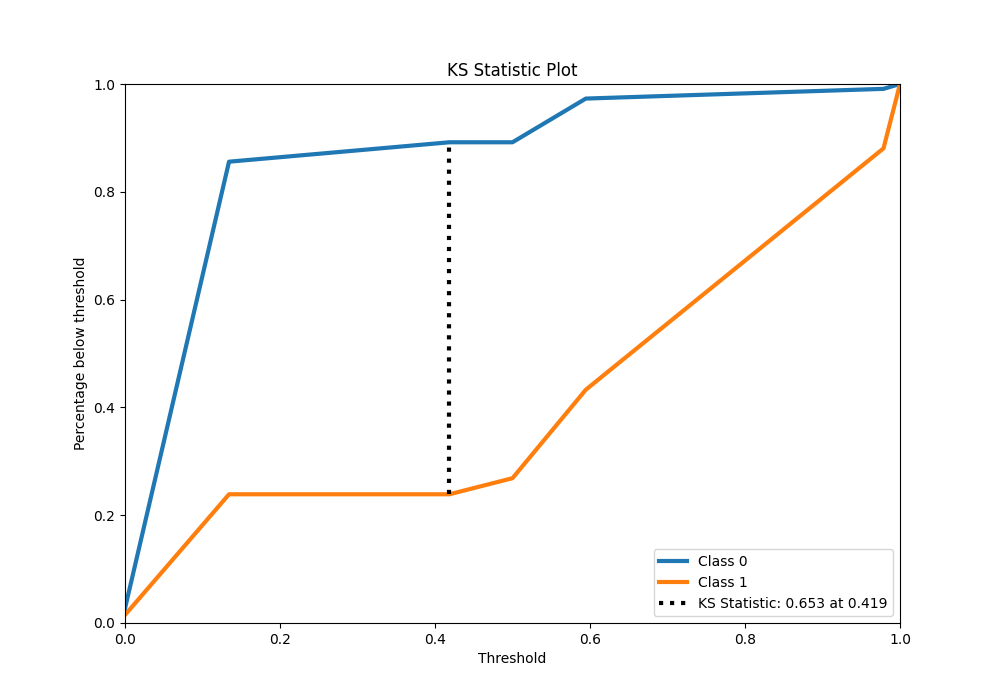 KS Statistic Plot
1.0
0.8
0.6
0.4
0.2
0.0
Percentage below threshold
0.0 0.2 0.4 0.6 0.8 1.0
Threshold
Class 0
Class 1
KS Statistic: 0.653 at 0.419